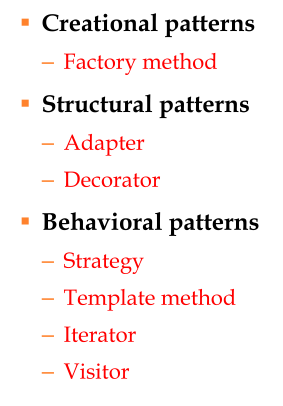 ▪ Creational patterns
– Factory method
▪ Structural patterns
– Adapter
– Decorator
▪ Behavioral patterns
– Strategy
– Template method
– Iterator
– Visitor